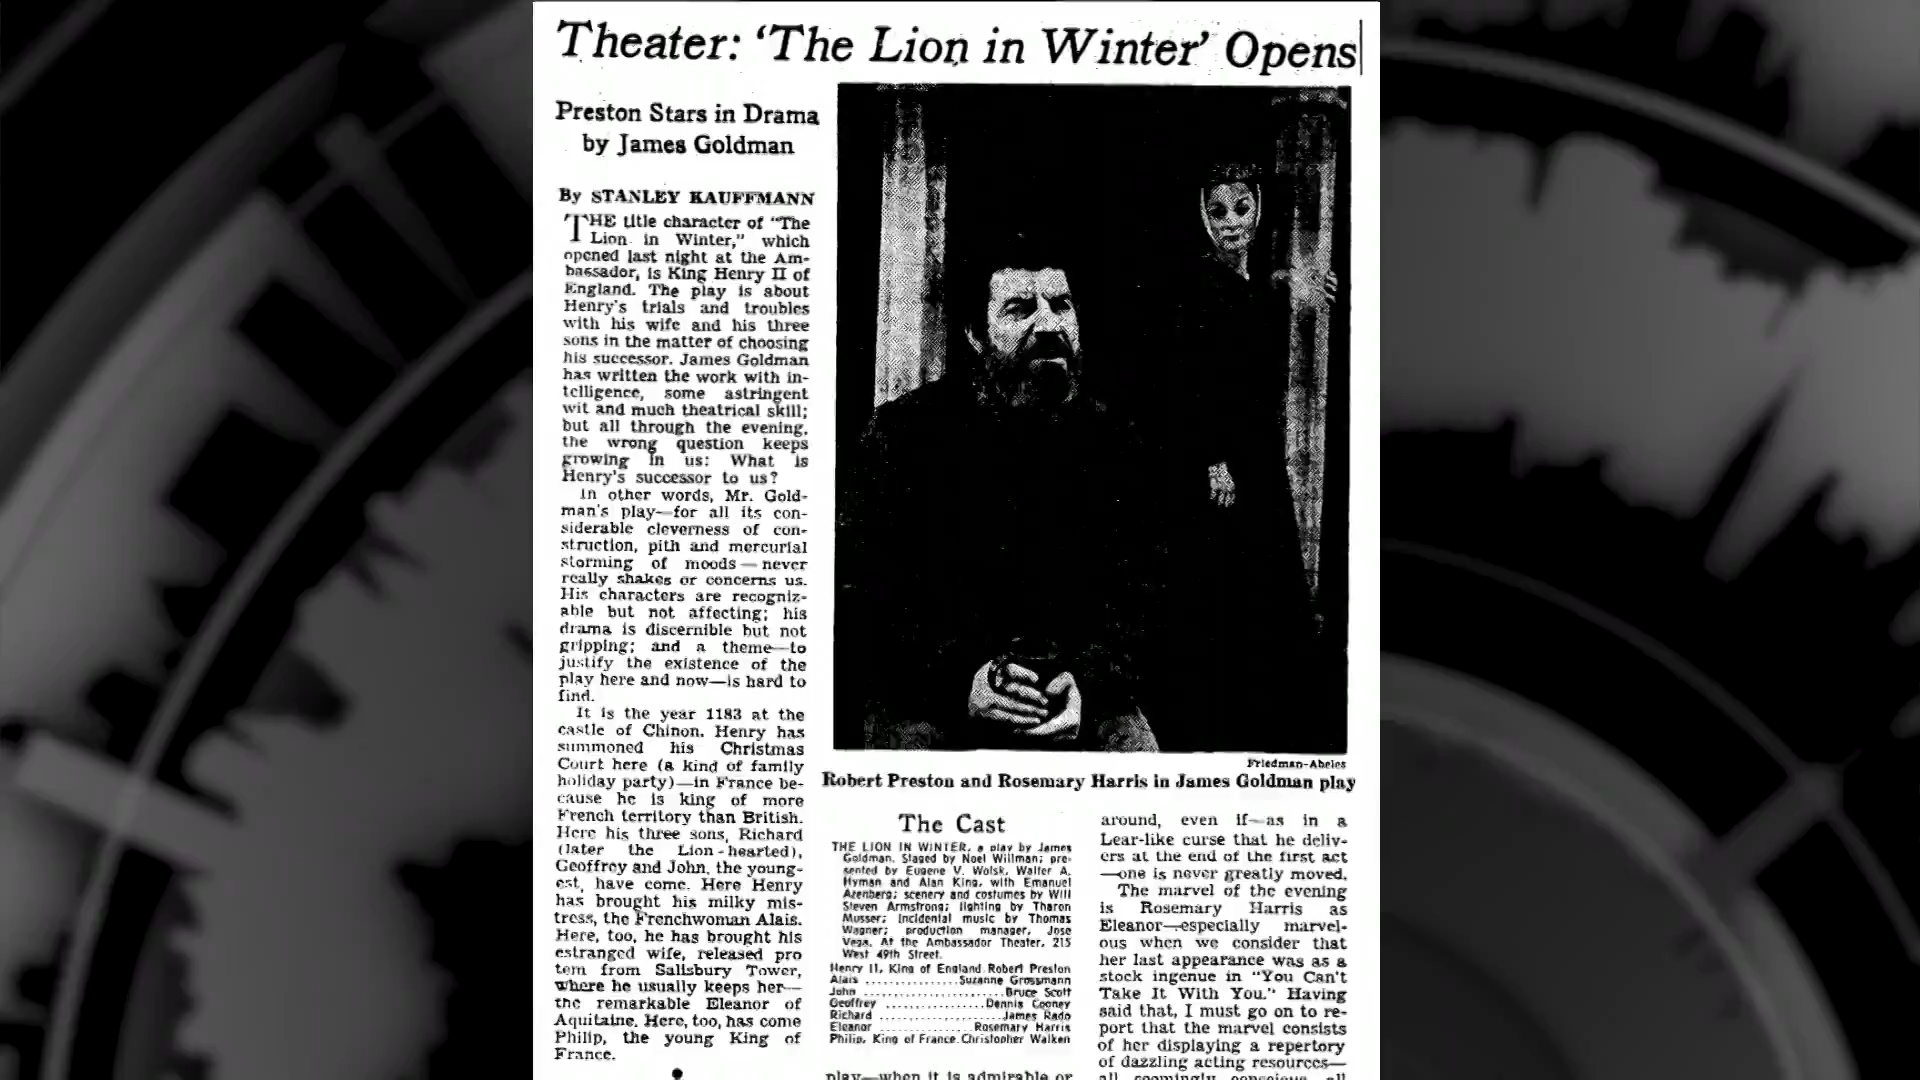 Theater: ‘The Lion in Winter’ Opens
Preston Stars in Drama
by James Goldman
By STANLEY KAUFFMANN
THE title character of "The
Lion in Winter," which
opened last night at the Am-
bassador, is King Henry II of
England. The play is about
Henry's trials and troubles
with his wife and his three
sons in the matter of choosing
his successor. James Goldman
has written the work with in-
telligence, some astringent
wit and much theatrical skill;
but all through the evening,
the wrong question keeps
growing in us: What is
Henry's successor to us?
In other words, Mr. Gold-
man's play—for all its con-
siderable cleverness of con-
struction, pith and mercurial
storming of moods—never
really shakes or concerns us.
His characters are recogniz-
able but not affecting; his
drama is discernible but not
gripping; and a theme—to
justify the existence of the
play here and now—is hard to
find.
It is the year 1183 at the
castle of Chinon. Henry has
summoned his Christmas
Court here (a kind of family
holiday party)—in France be-
cause he is king of more
French territory than British.
Here his three sons, Richard
(later the Lion-hearted),
Geoffrey and John, the young-
est, have come. Here Henry
has brought his milky mis-
tress, the Frenchwoman Alais.
Here, too, he has brought his
estranged wife, released pro
tem from Salisbury Tower,
where he usually keeps her—
the remarkable Eleanor of
Aquitaine. Here, too, has come
Philip, the young King of
France.
Friedman-Abeles
Robert Preston and Rosemary Harris in James Goldman play
The Cast
THE LION IN WINTER, a play by James
Goldman. Staged by Noel Willman; pre-
sented by Eugene V. Wolsk, Walter A.
Hyman and Alan King, with Emanuel
Azenberg; scenery and costumes by Will
Steven Armstrong; lighting by Tharon
Musser; incidental music by Thomas
Wagner; production manager, Jose
Vega. At the Ambassador Theater, 215
West 49th Street.
Henry II, King of England Robert Preston
Alais ..............Suzanne Grossmann
John ......................Bruce Scott
Geoffrey ...............Dennis Cooney
Richard ..................James Rado
Eleanor ............Rosemary Harris
Philip, King of France Christopher Walken
play—when it is admirable or
around, even if—as in a
Lear-like curse that he deliv-
ers at the end of the first act
—one is never greatly moved.
The marvel of the evening
is Rosemary Harris as
Eleanor—especially marvel-
ous when we consider that
her last appearance was as a
stock ingenue in "You Can't
Take It With You." Having
said that, I must go on to re-
port that the marvel consists
of her displaying a repertory
of dazzling acting resources—
all seemingly conscious, all